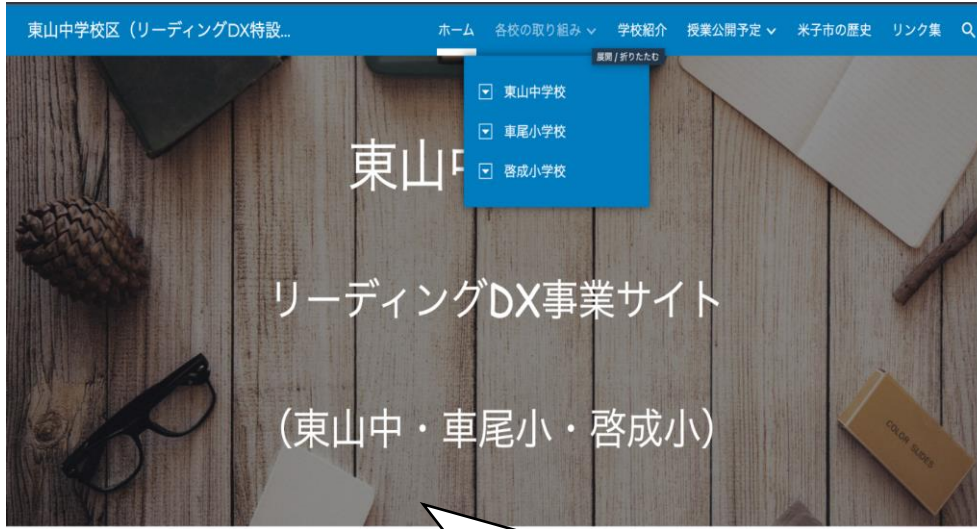 東山中学校区（リーディングDX特設...
ホーム 各校の取り組み 学校紹介 授業公開予定 米子市の歴史 リンク集
展開 / 折りたたむ
東山中学校
車尾小学校
啓成小学校
東山中
リーディングDX事業サイト
（東山中・車尾小・啓成小）
COLOR SLIDES